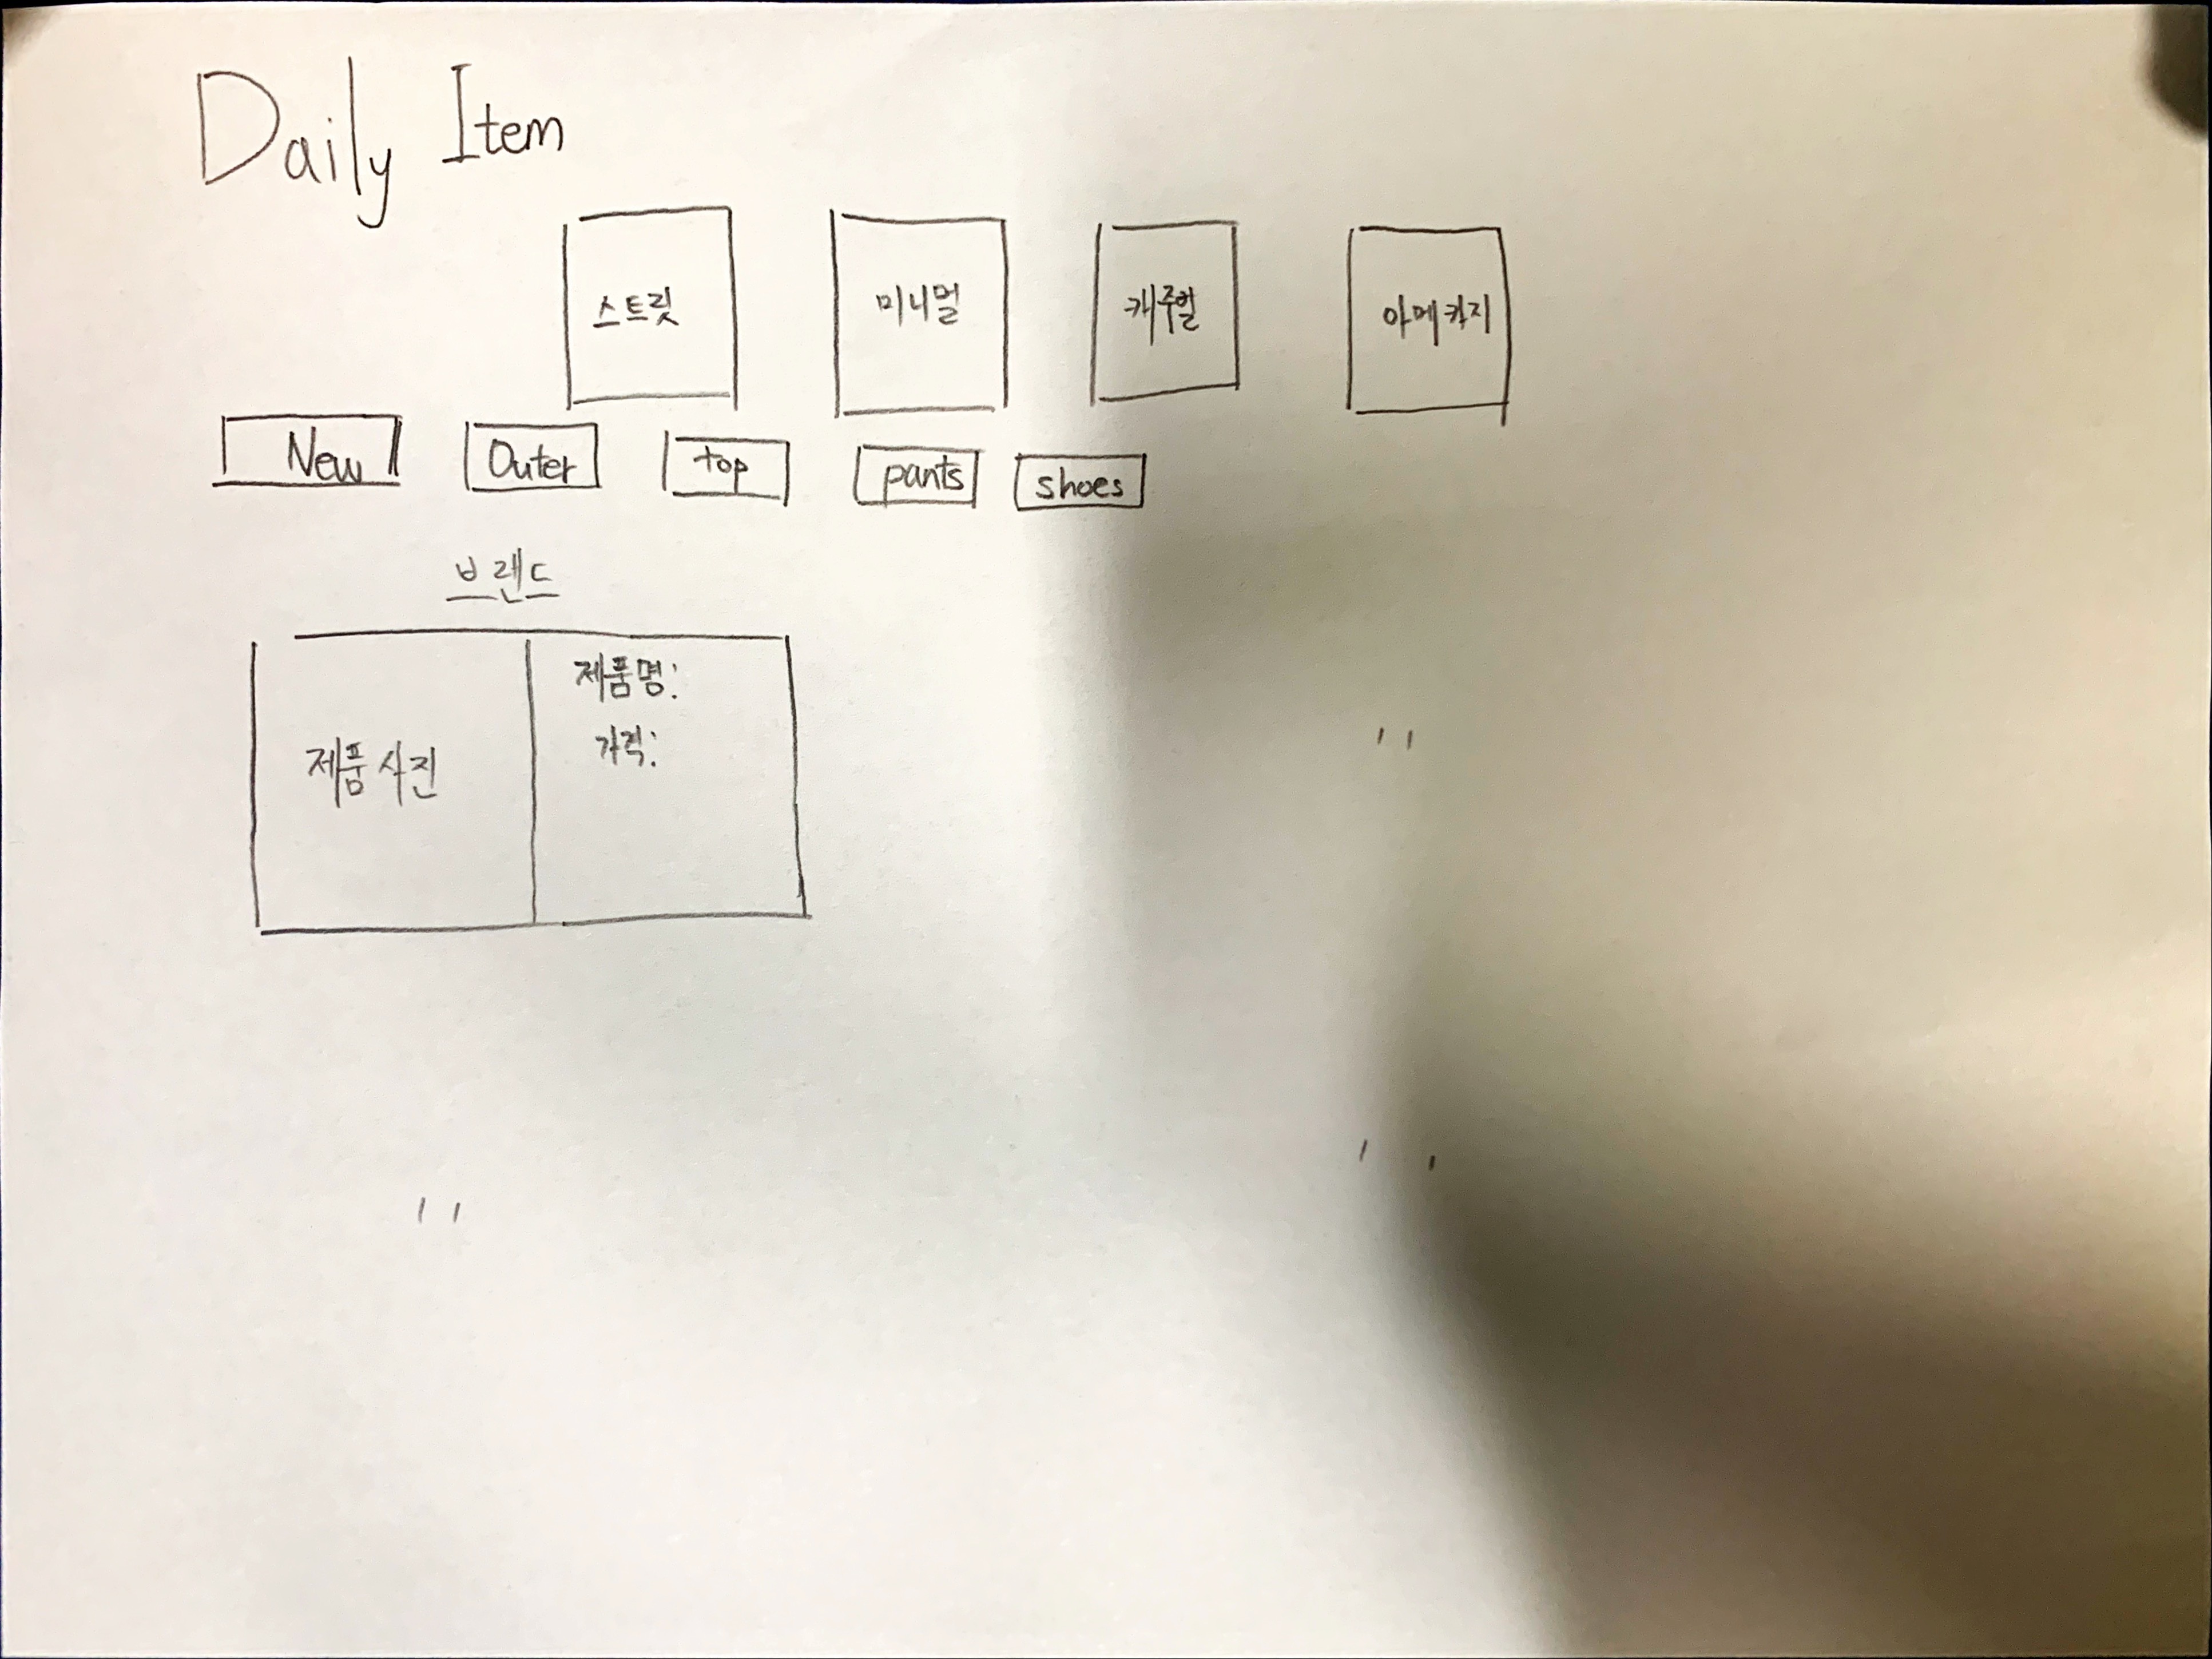 Daily Item
스트릿 미니멀 캐주얼 아메카지
New Outer top pants shoes
브랜드
제품명:
가격:
제품 사진
" "
" "